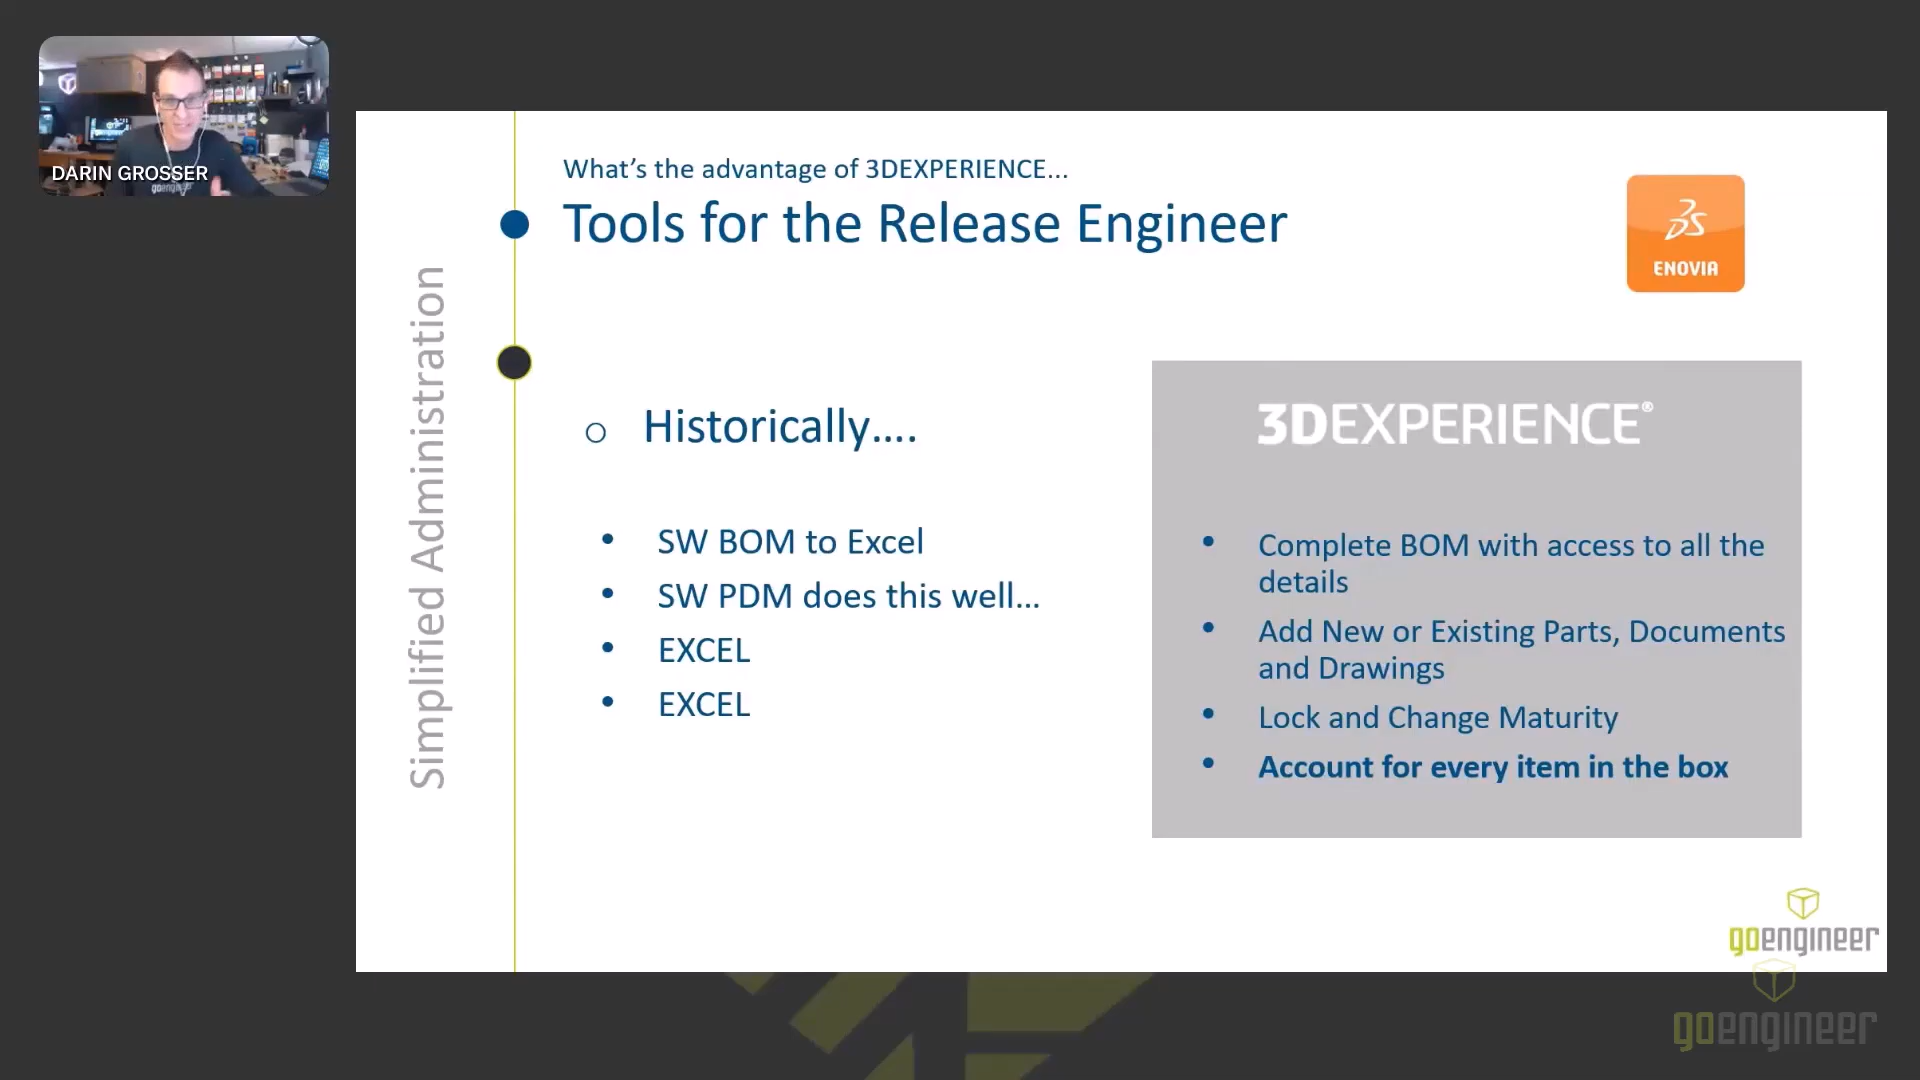 DARIN GROSSER
goengineer
Simplified Administration
What's the advantage of 3DEXPERIENCE...
Tools for the Release Engineer
3DS
ENOVIA
Historically....
SW BOM to Excel
SW PDM does this well...
EXCEL
EXCEL
3DEXPERIENCE®
Complete BOM with access to all the
details
Add New or Existing Parts, Documents
and Drawings
Lock and Change Maturity
Account for every item in the box
goengineer
goengineer